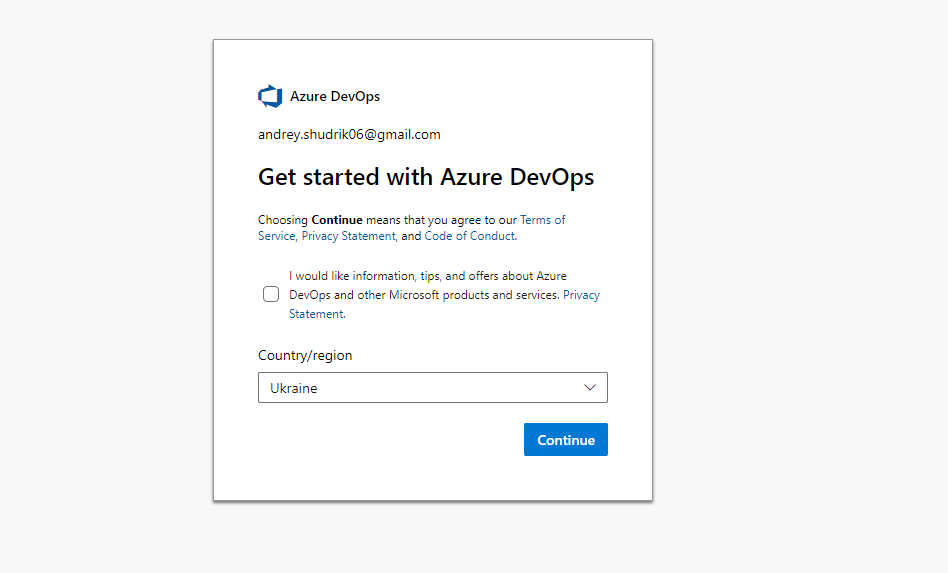 Azure DevOps
andrey.shudrik06@gmail.com
Get started with Azure DevOps
Choosing Continue means that you agree to our Terms of
Service, Privacy Statement, and Code of Conduct.
I would like information, tips, and offers about Azure
DevOps and other Microsoft products and services. Privacy
Statement.
Country/region
Ukraine
Continue